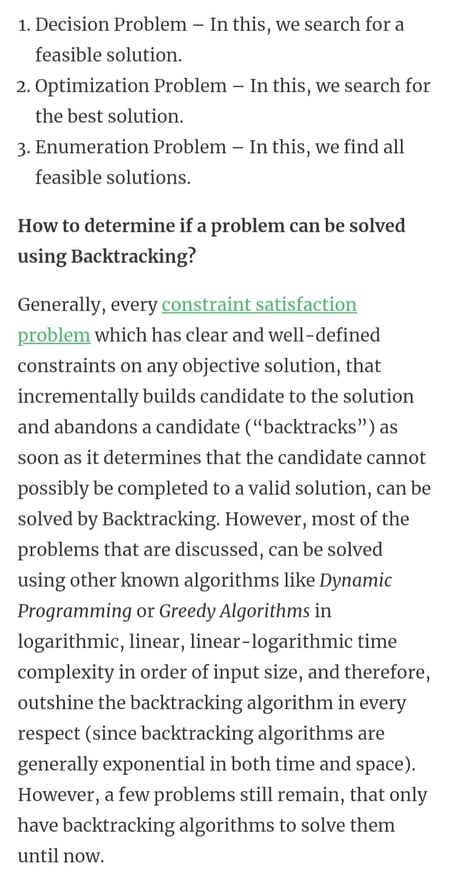 1. Decision Problem – In this, we search for a
feasible solution.
2. Optimization Problem – In this, we search for
the best solution.
3. Enumeration Problem – In this, we find all
feasible solutions.
How to determine if a problem can be solved
using Backtracking?
Generally, every constraint satisfaction
problem which has clear and well-defined
constraints on any objective solution, that
incrementally builds candidate to the solution
and abandons a candidate (“backtracks”) as
soon as it determines that the candidate cannot
possibly be completed to a valid solution, can be
solved by Backtracking. However, most of the
problems that are discussed, can be solved
using other known algorithms like Dynamic
Programming or Greedy Algorithms in
logarithmic, linear, linear-logarithmic time
complexity in order of input size, and therefore,
outshine the backtracking algorithm in every
respect (since backtracking algorithms are
generally exponential in both time and space).
However, a few problems still remain, that only
have backtracking algorithms to solve them
until now.